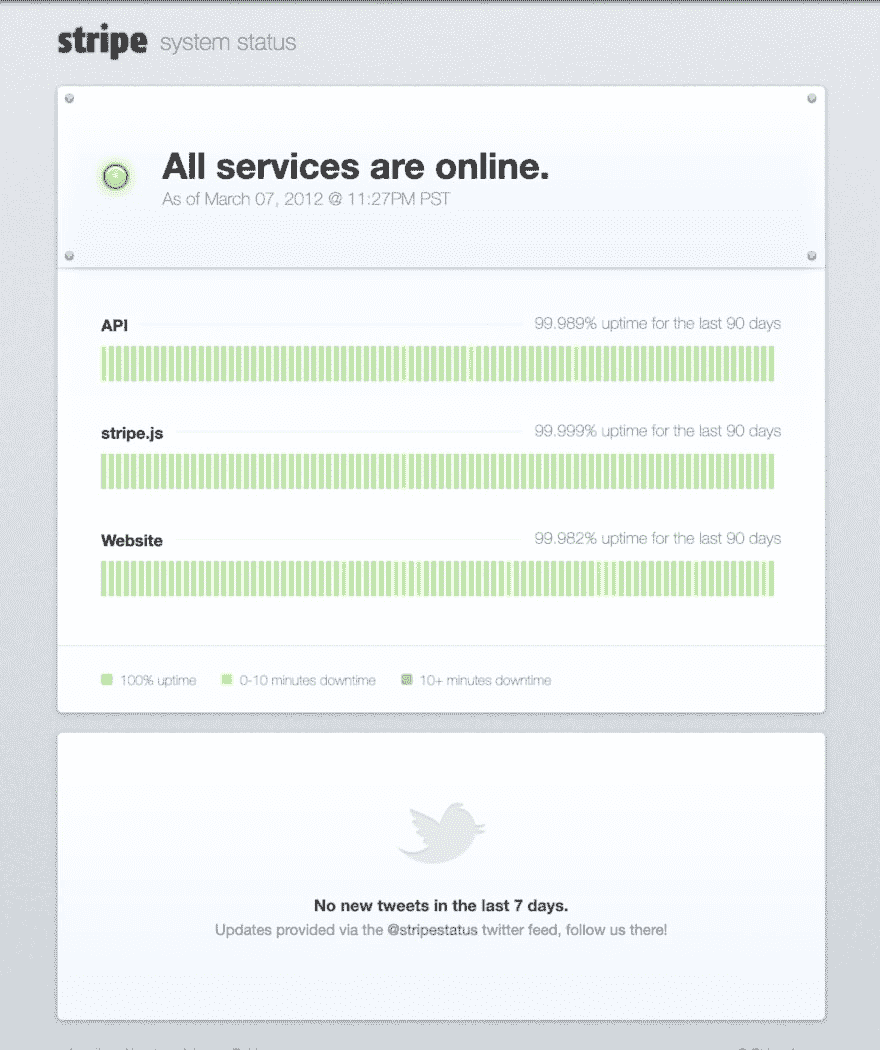 stripe system status
All services are online.
As of March 07, 2012 @ 11:27PM PST
API 99.989% uptime for the last 90 days
stripe.js 99.999% uptime for the last 90 days
Website 99.982% uptime for the last 90 days
100% uptime 0-10 minutes downtime 10+ minutes downtime
No new tweets in the last 7 days.
Updates provided via the @stripestatus twitter feed, follow us there!